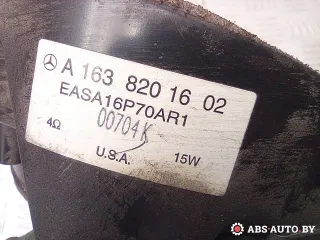 A 163 820 16 02
EASA16P70AR1
4Ω 00704K
U.S.A. 15W
ABS AUTO.BY